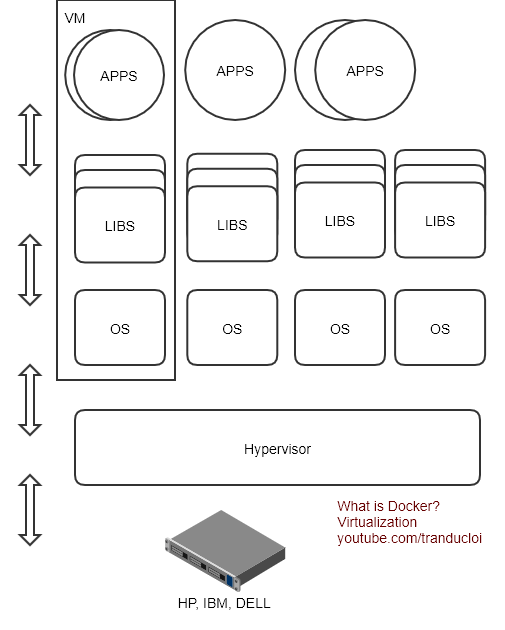 VM
APPS
APPS
APPS
LIBS
LIBS
LIBS
LIBS
OS
OS
OS
OS
Hypervisor
What is Docker?
Virtualization
youtube.com/tranducloi
HP, IBM, DELL